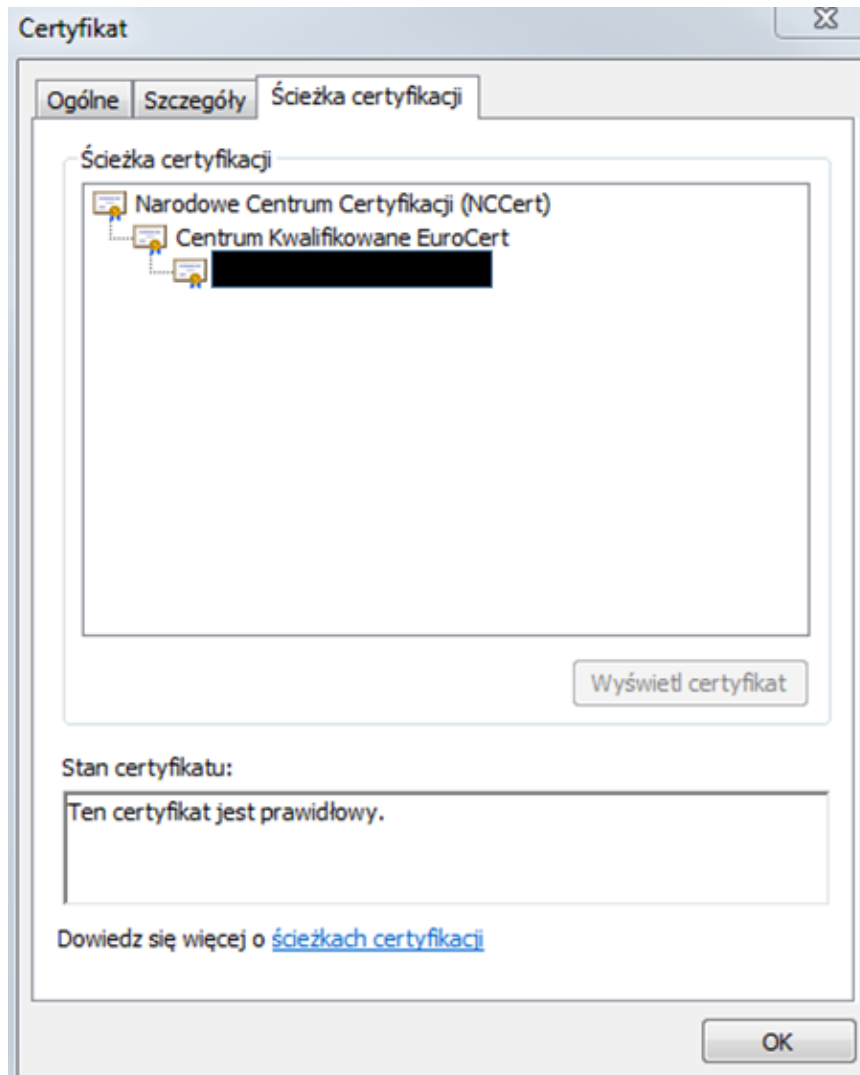 Certyfikat
Ogólne Szczegóły Ścieżka certyfikacji
Ścieżka certyfikacji
Narodowe Centrum Certyfikacji (NCCert)
Centrum Kwalifikowane EuroCert
Wyświetl certyfikat
Stan certyfikatu:
Ten certyfikat jest prawidłowy.
Dowiedz się więcej o ścieżkach certyfikacji
OK